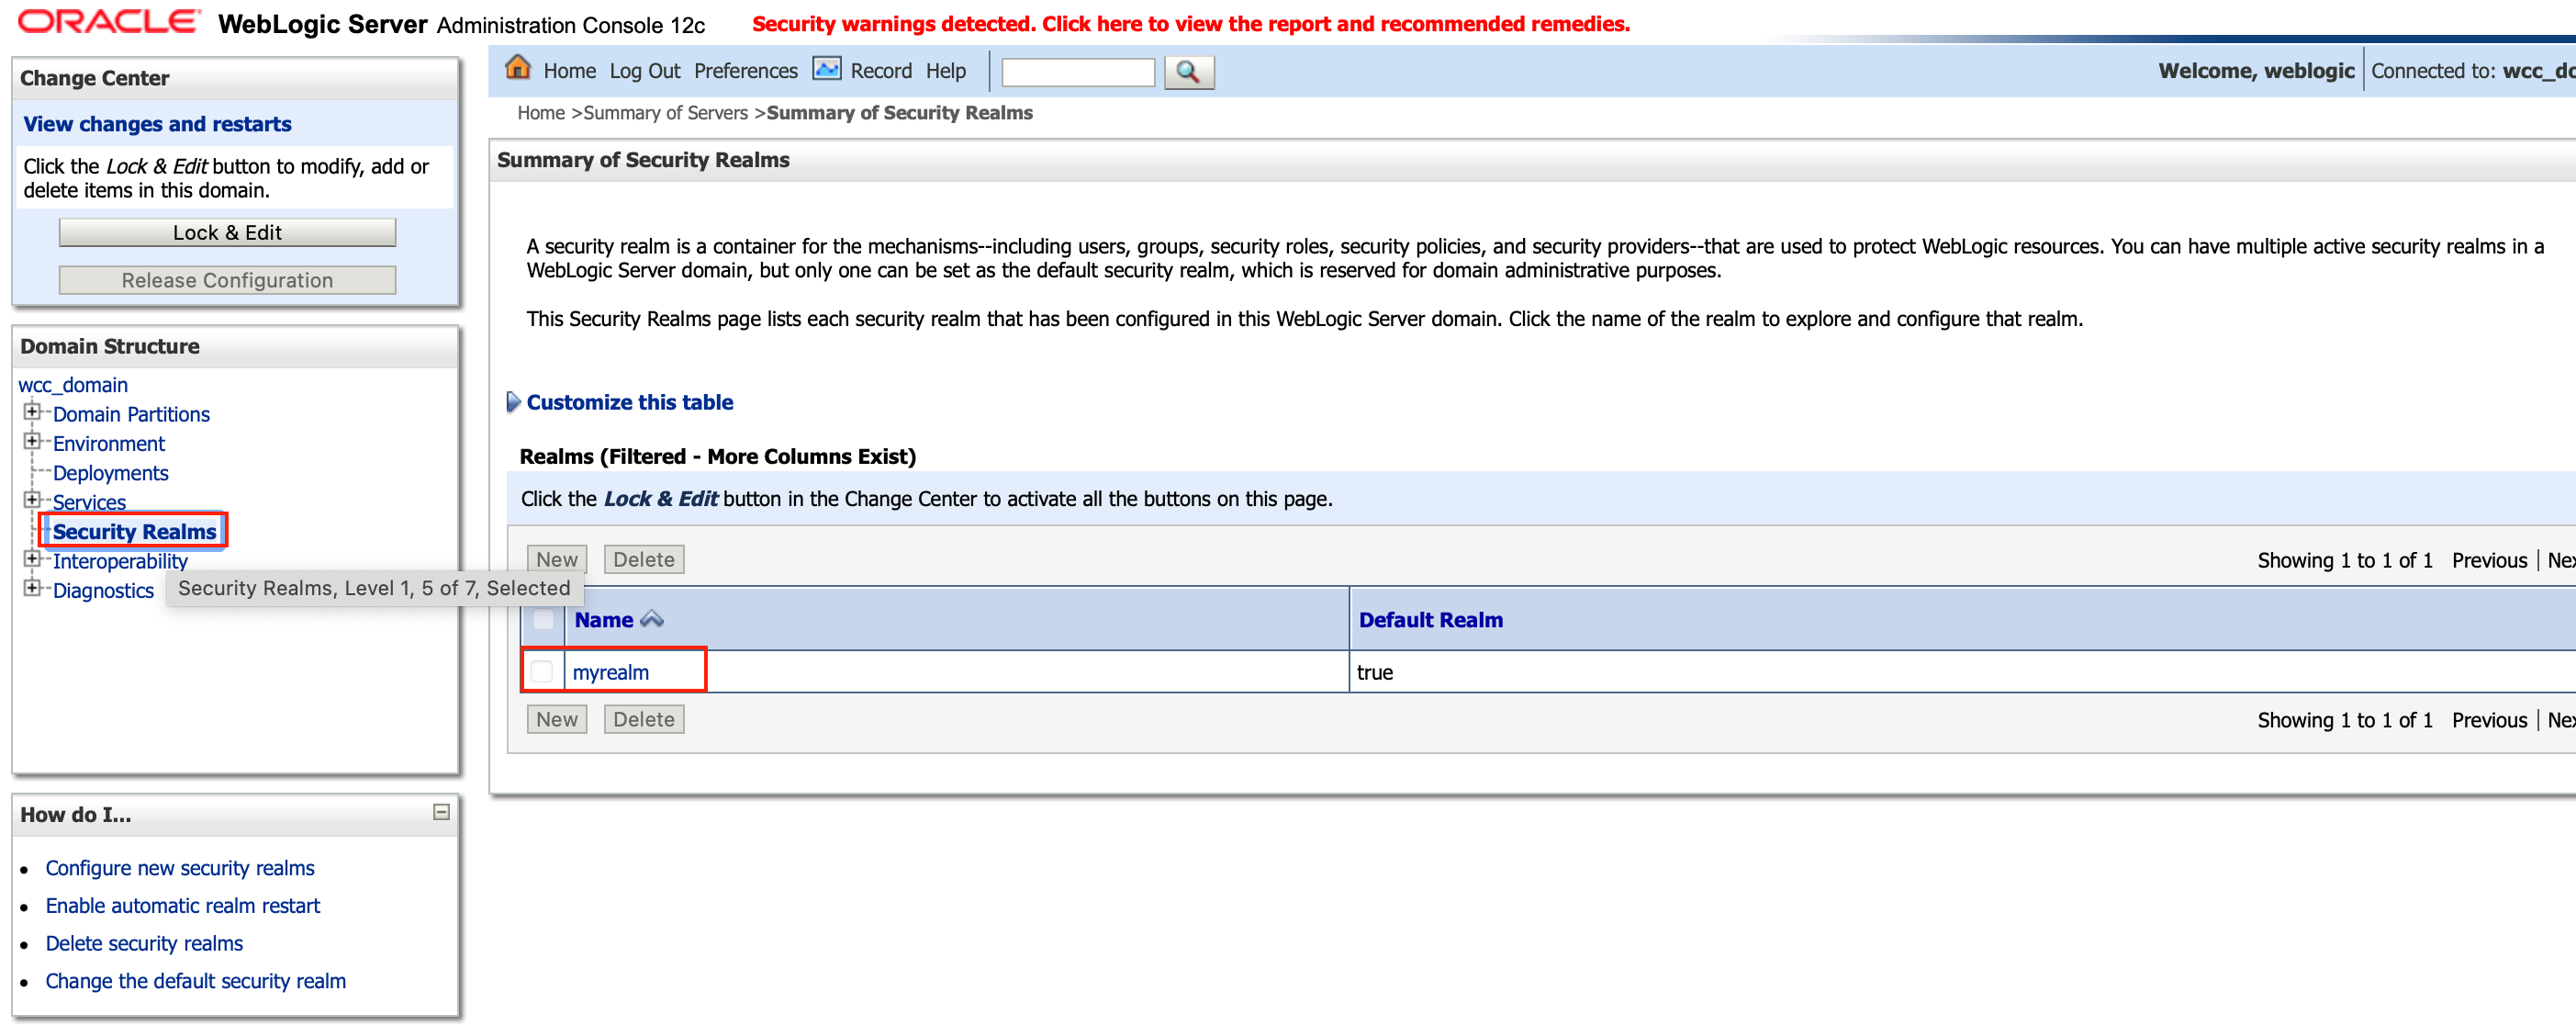 ORACLE WebLogic Server Administration Console 12c
Security warnings detected. Click here to view the report and recommended remedies.
Change Center
View changes and restarts
Click the Lock & Edit button to modify, add or
delete items in this domain.
Lock & Edit
Release Configuration
Domain Structure
wcc_domain
Domain Partitions
Environment
Deployments
Services
Security Realms
Interoperability
Diagnostics
Security Realms, Level 1, 5 of 7, Selected
How do I...
Configure new security realms
Enable automatic realm restart
Delete security realms
Change the default security realm
Home Log Out Preferences Record Help
Welcome, weblogic Connected to: wcc_do
Home >Summary of Servers >Summary of Security Realms
Summary of Security Realms
A security realm is a container for the mechanisms--including users, groups, security roles, security policies, and security providers--that are used to protect WebLogic resources. You can have multiple active security realms in a
WebLogic Server domain, but only one can be set as the default security realm, which is reserved for domain administrative purposes.
This Security Realms page lists each security realm that has been configured in this WebLogic Server domain. Click the name of the realm to explore and configure that realm.
Customize this table
Realms (Filtered - More Columns Exist)
Click the Lock & Edit button in the Change Center to activate all the buttons on this page.
New Delete Showing 1 to 1 of 1 Previous | Nex
Name Default Realm
myrealm true
New Delete Showing 1 to 1 of 1 Previous | Nex